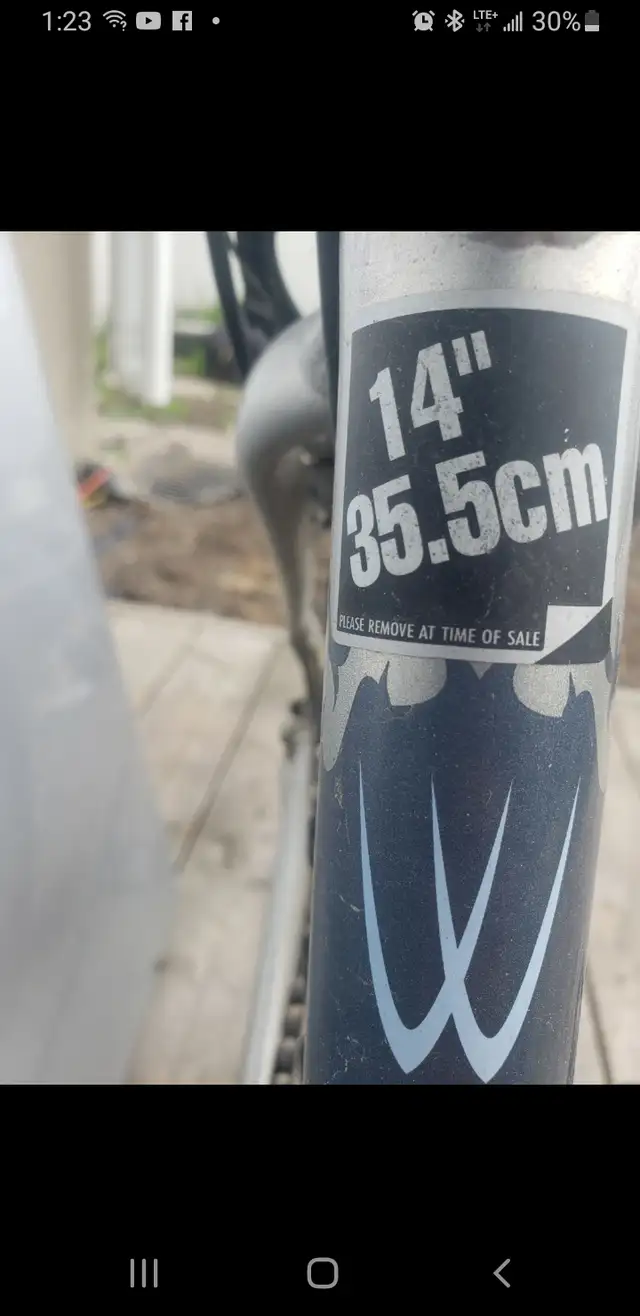 1:23
LTE+
30%
14"
35.5cm
PLEASE REMOVE AT TIME OF SALE
W